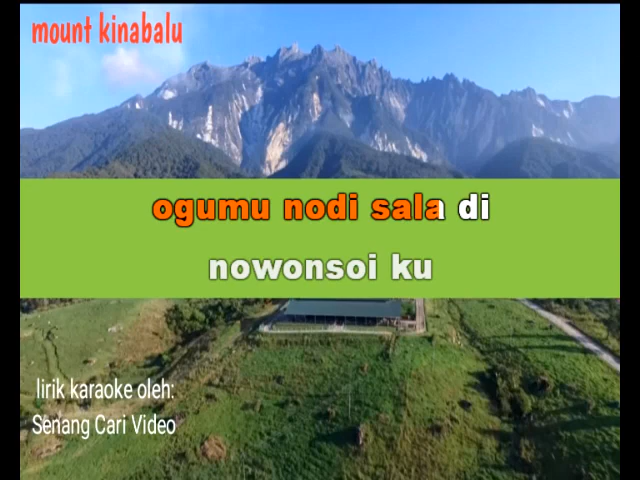 mount kinabalu
ogumu nodi sala di
nowonsoi ku
lirik karaoke oleh:
Senang Cari Video